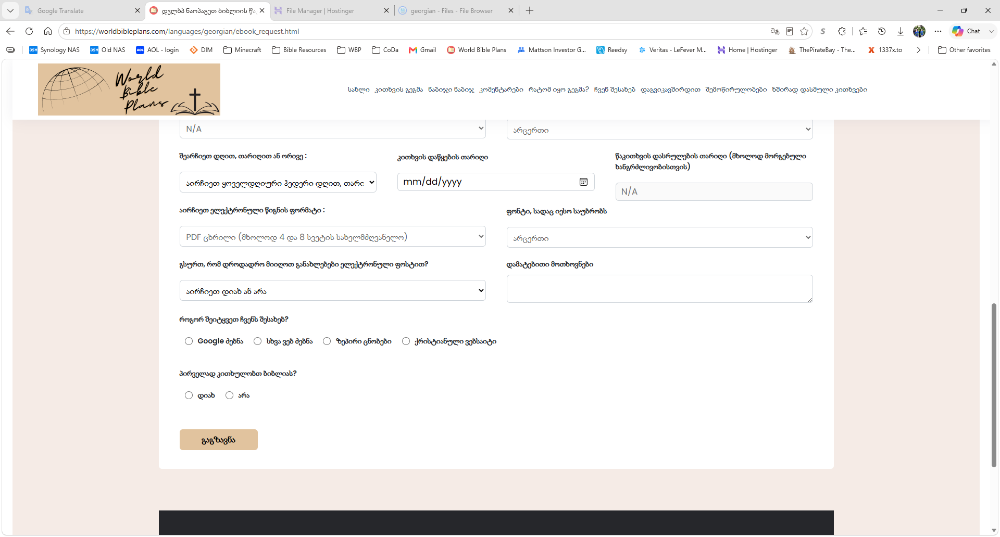 Google Translate
დვლბპ ნაოპაგეთ ბიბლიის წა
File Manager | Hostinger
georgian - Files - File Browser
https://worldbibleplans.com/languages/georgian/ebook_request.html
Chat
Synology NAS
Old NAS
AOL - login
DIM
Minecraft
Bible Resources
WBP
CoDa
Gmail
World Bible Plans
Mattson Investor G...
Reedsy
Veritas - LeFever M...
Home | Hostinger
ThePirateBay - The...
1337x.to
Other favorites
World
Bible
Plans
სახლი კითხვის გეგმა ნაბიჯი ნაბიჯ კომენტარები რატომ იყო გეგმა? ჩვენ შესახებ დაგვიკავშირდით შემოწირულობები ხშირად დასმული კითხვები
N/A
არცერთი
შეარჩიეთ დღით, თარიღით ან ორივე :
კითხვის დაწყების თარიღი
წაკითხვის დასრულების თარიღი (მხოლოდ მორგებული
ხანგრძლივობისთვის)
აირჩიეთ ყოველდღიური ჰედერი დღით, თარი
mm/dd/yyyy
N/A
აირჩიეთ ელექტრონული წიგნის ფორმატი :
ფონტი, სადაც იესო საუბრობს
PDF ცხრილი (მხოლოდ 4 და 8 სვეტის სახელმძღვანელო)
არცერთი
გსურთ, რომ დროდადრო მიიღოთ განახლებები ელექტრონული ფოსტით?
დამატებითი მოთხოვნები
აირჩიეთ დიახ ან არა
როგორ შეიტყვეთ ჩვენს შესახებ?
Google ძებნა
სხვა ვებ ძებნა
ზეპირი ცნობები
ქრისტიანული ვებსაიტი
პირველად კითხულობთ ბიბლიას?
დიახ
არა
გაგზავნა